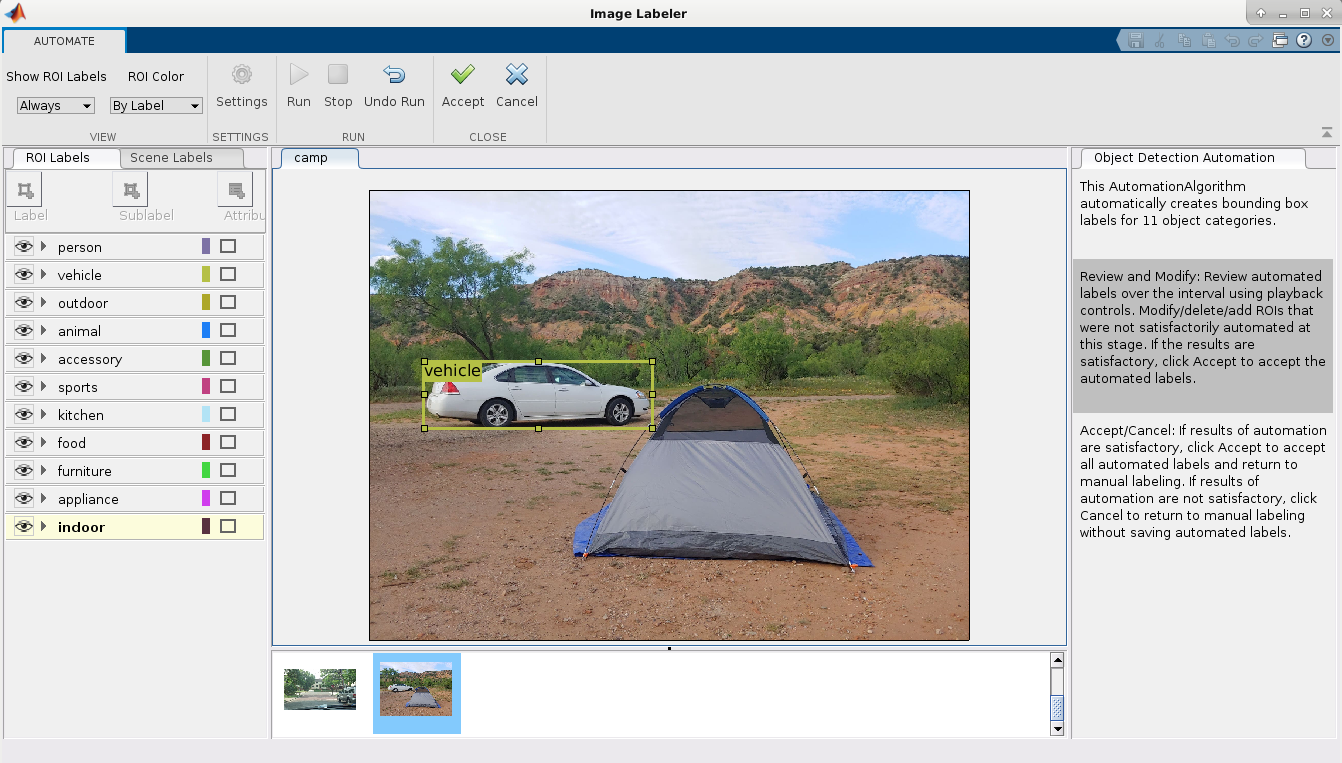 Image Labeler
AUTOMATE
Show ROI Labels
ROI Color
Always
By Label
Settings
Run
Stop
Undo Run
Accept
Cancel
VIEW
SETTINGS
RUN
CLOSE
ROI Labels
Scene Labels
Label
Sublabel
Attribu
person
vehicle
outdoor
animal
accessory
sports
kitchen
food
furniture
appliance
indoor
camp
vehicle
Object Detection Automation
This AutomationAlgorithm
automatically creates bounding box
labels for 11 object categories.
Review and Modify: Review automated
labels over the interval using playback
controls. Modify/delete/add ROIs that
were not satisfactorily automated at
this stage. If the results are
satisfactory, click Accept to accept the
automated labels.
Accept/Cancel: If results of automation
are satisfactory, click Accept to accept
all automated labels and return to
manual labeling. If results of
automation are not satisfactory, click
Cancel to return to manual labeling
without saving automated labels.